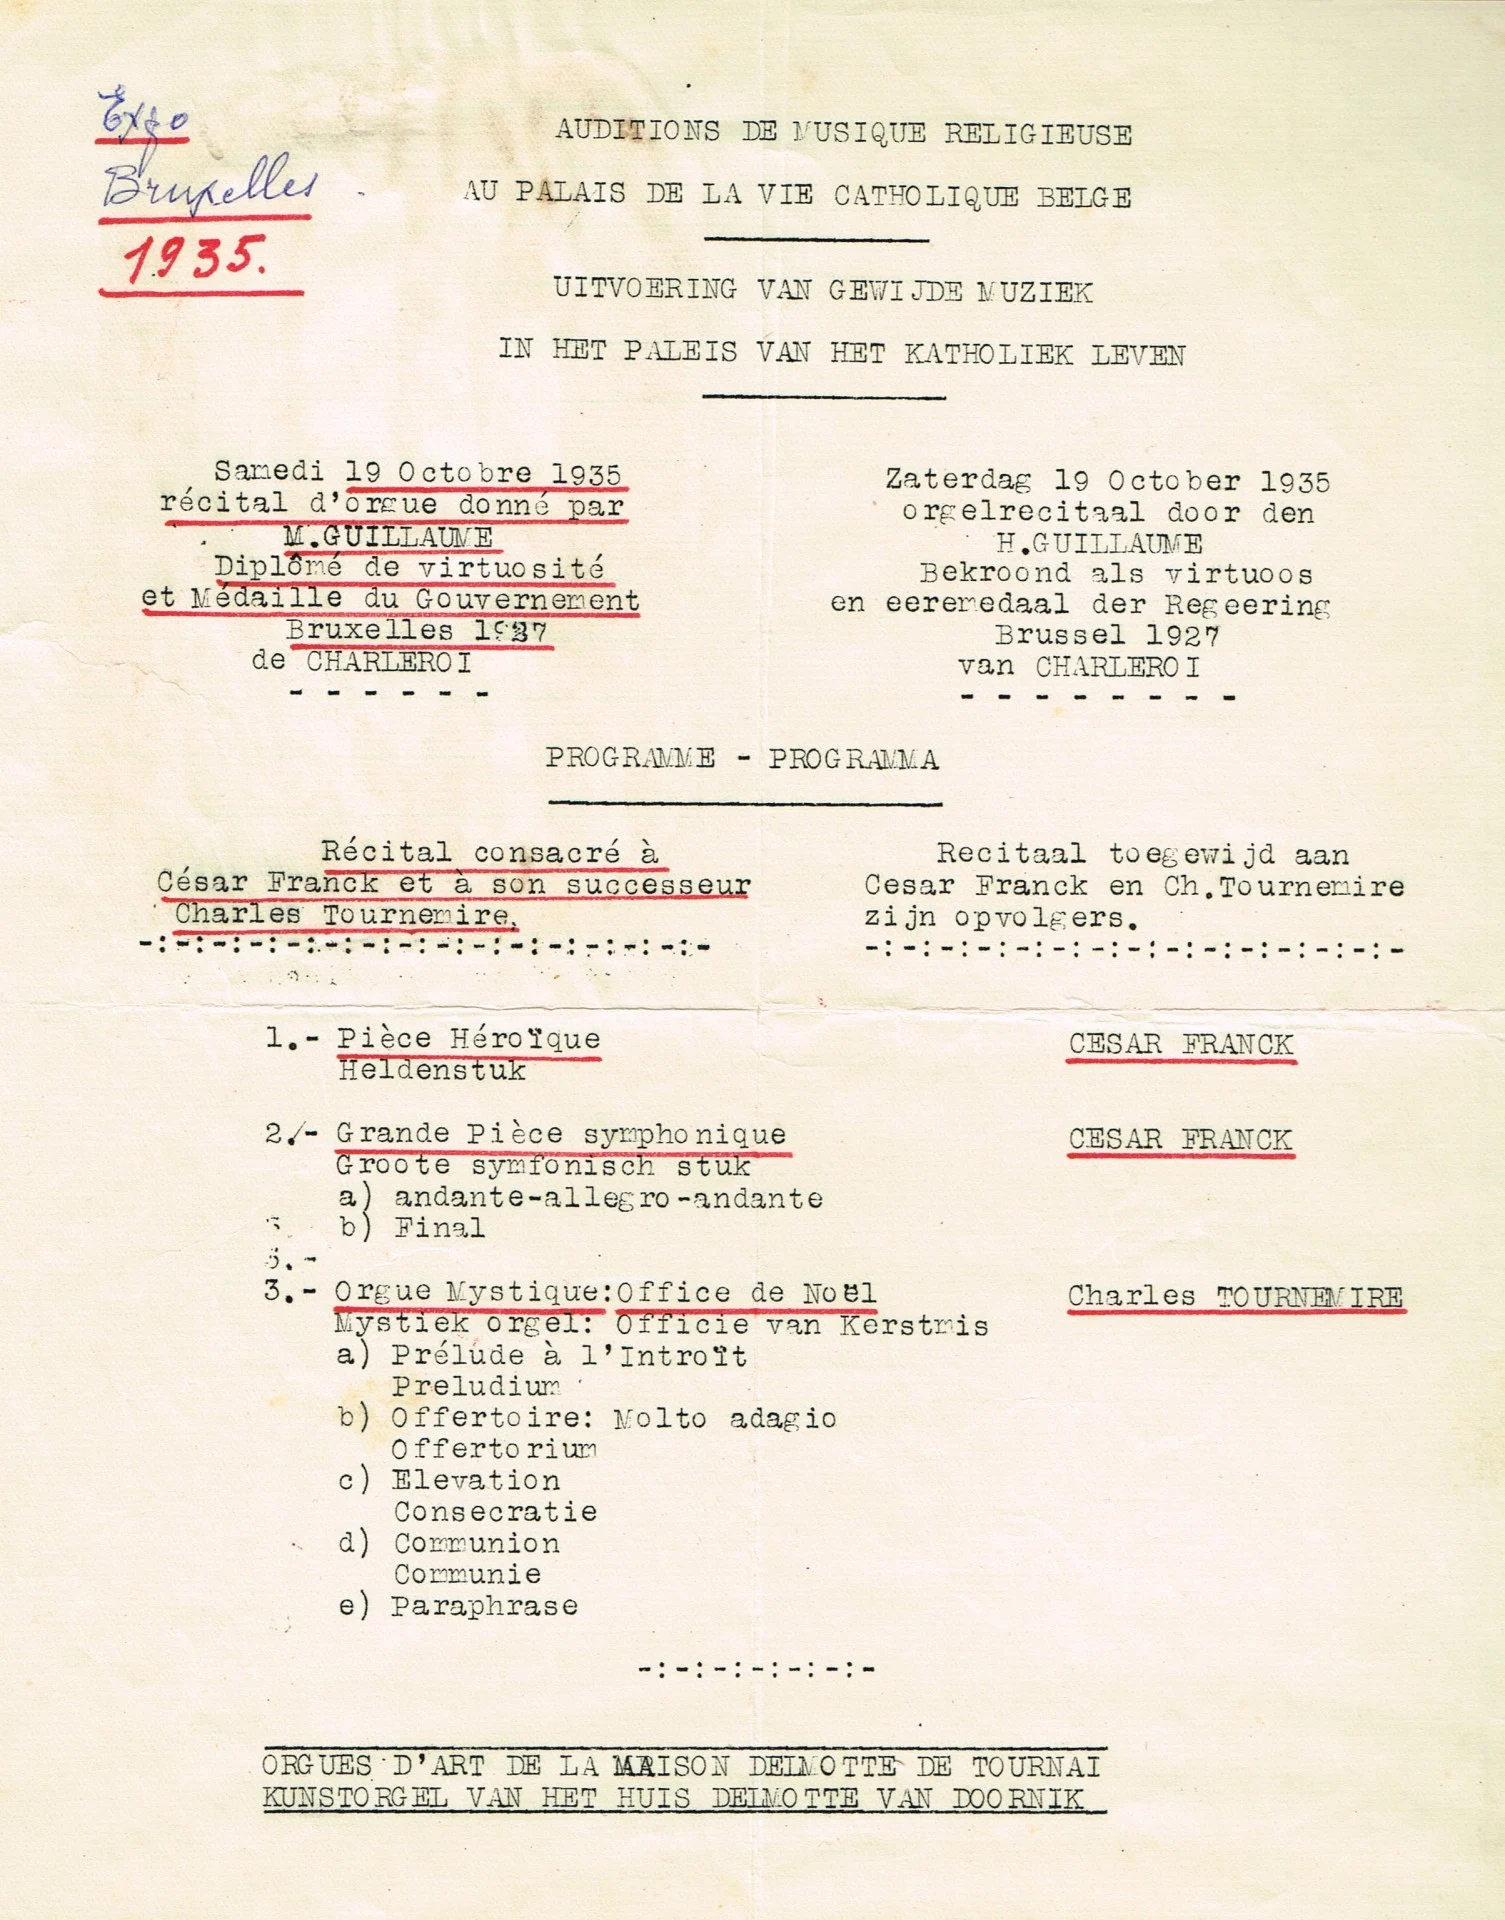 Expo
Bruxelles
1935.
AUDITIONS DE MUSIQUE RELIGIEUSE
AU PALAIS DE LA VIE CATHOLIQUE BELGE
UITVOERING VAN GEWIJDE MUZIEK
IN HET PALEIS VAN HET KATHOLIEK LEVEN
Samedi 19 Octobre 1935
récital d'orgue donné par
M.GUILLAUME
Diplômé de virtuosité
et Médaille du Gouvernement
Bruxelles 1927
de CHARLEROI
- - - - - -
Zaterdag 19 October 1935
orgelrecitaal door den
H.GUILLAUME
Bekroond als virtuoos
en eeremedaal der Regeering
Brussel 1927
van CHARLEROI
- - - - - - - -
PROGRAMME - PROGRAMMA
Récital consacré à
César Franck et à son successeur
Charles Tournemire.
-:-:-:-:-:-:-:-:-:-:-:-:-:-:-:-
Recitaal toegewijd aan
Cesar Franck en Ch.Tournemire
zijn opvolgers.
-:-:-:-:-:-:-:-:-:-:-:-:-:-:-
1.- Pièce Héroïque CESAR FRANCK
Heldenstuk
2.- Grande Pièce symphonique CESAR FRANCK
Groote symfonisch stuk
a) andante-allegro-andante
b) Final
3.-
3.- Orgue Mystique:Office de Noël Charles TOURNEMIRE
Mystiek orgel: Officie van Kerstmis
a) Prélude à l'Introït
Preludium
b) Offertoire: Molto adagio
Offertorium
c) Elevation
Consecratie
d) Communion
Communie
e) Paraphrase
-:-:-:-:-:-:-
ORGUES D'ART DE LA MAISON DELMOTTE DE TOURNAI
KUNSTORGEL VAN HET HUIS DELMOTTE VAN DOORNIK